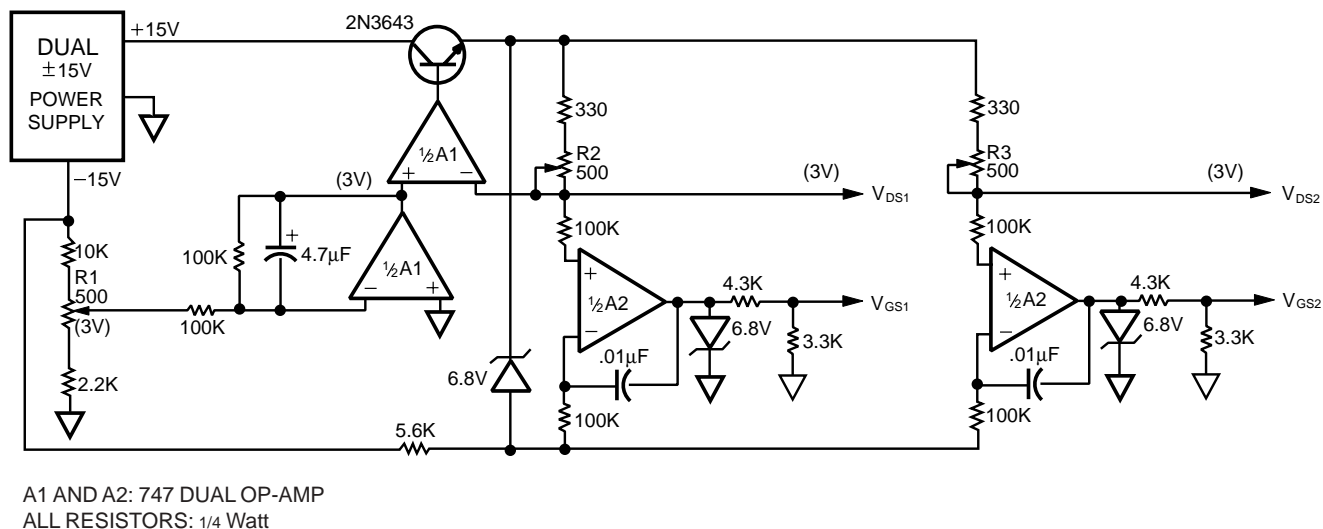 2N3643
+15V
DUAL
±15V
POWER
SUPPLY
−15V
330
330
½A1
+ −
R2
500
R3
500
(3V)
(3V)
V_DS1
(3V)
V_DS2
10K
100K
+
4.7μF
½A1
− +
100K
100K
R1
500
(3V)
100K
+
½A2
−
4.3K
V_GS1
6.8V
3.3K
+
½A2
−
4.3K
V_GS2
6.8V
3.3K
2.2K
6.8V
.01μF
.01μF
100K
100K
5.6K
A1 AND A2: 747 DUAL OP-AMP
ALL RESISTORS: 1/4 Watt